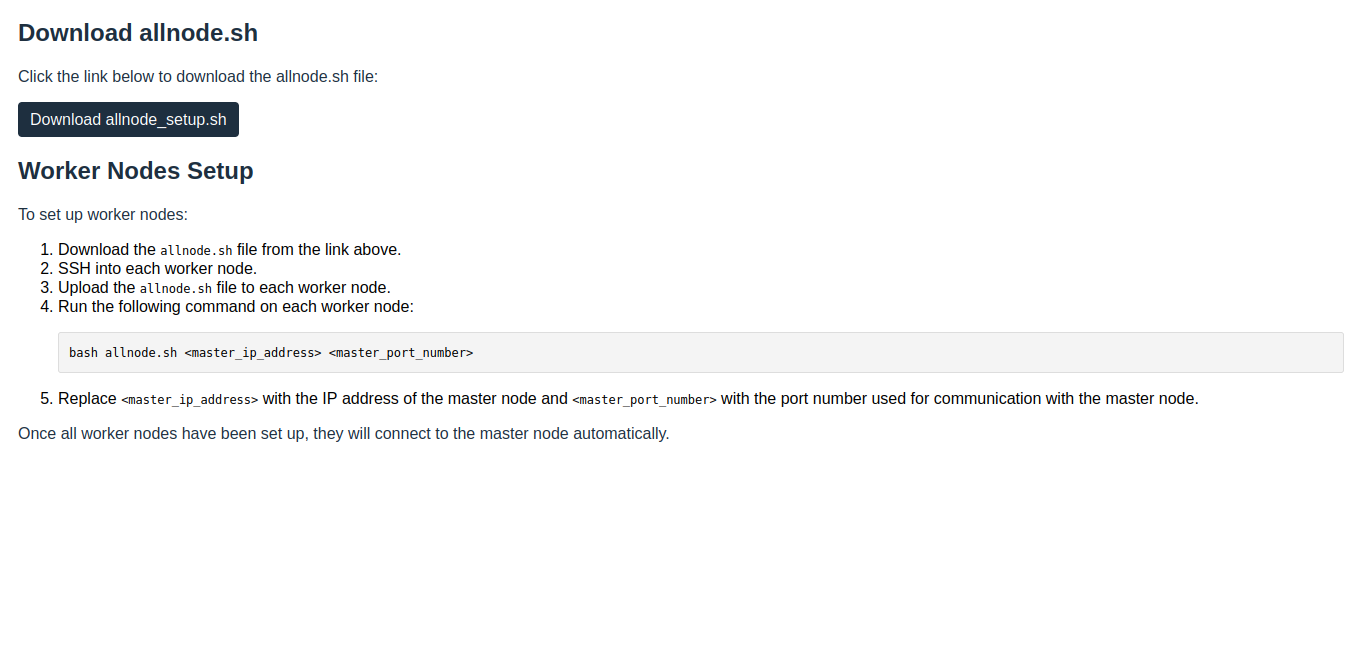 Download allnode.sh
Click the link below to download the allnode.sh file:
Download allnode_setup.sh
Worker Nodes Setup
To set up worker nodes:
1. Download the allnode.sh file from the link above.
2. SSH into each worker node.
3. Upload the allnode.sh file to each worker node.
4. Run the following command on each worker node:
bash allnode.sh <master_ip_address> <master_port_number>
5. Replace <master_ip_address> with the IP address of the master node and <master_port_number> with the port number used for communication with the master node.
Once all worker nodes have been set up, they will connect to the master node automatically.